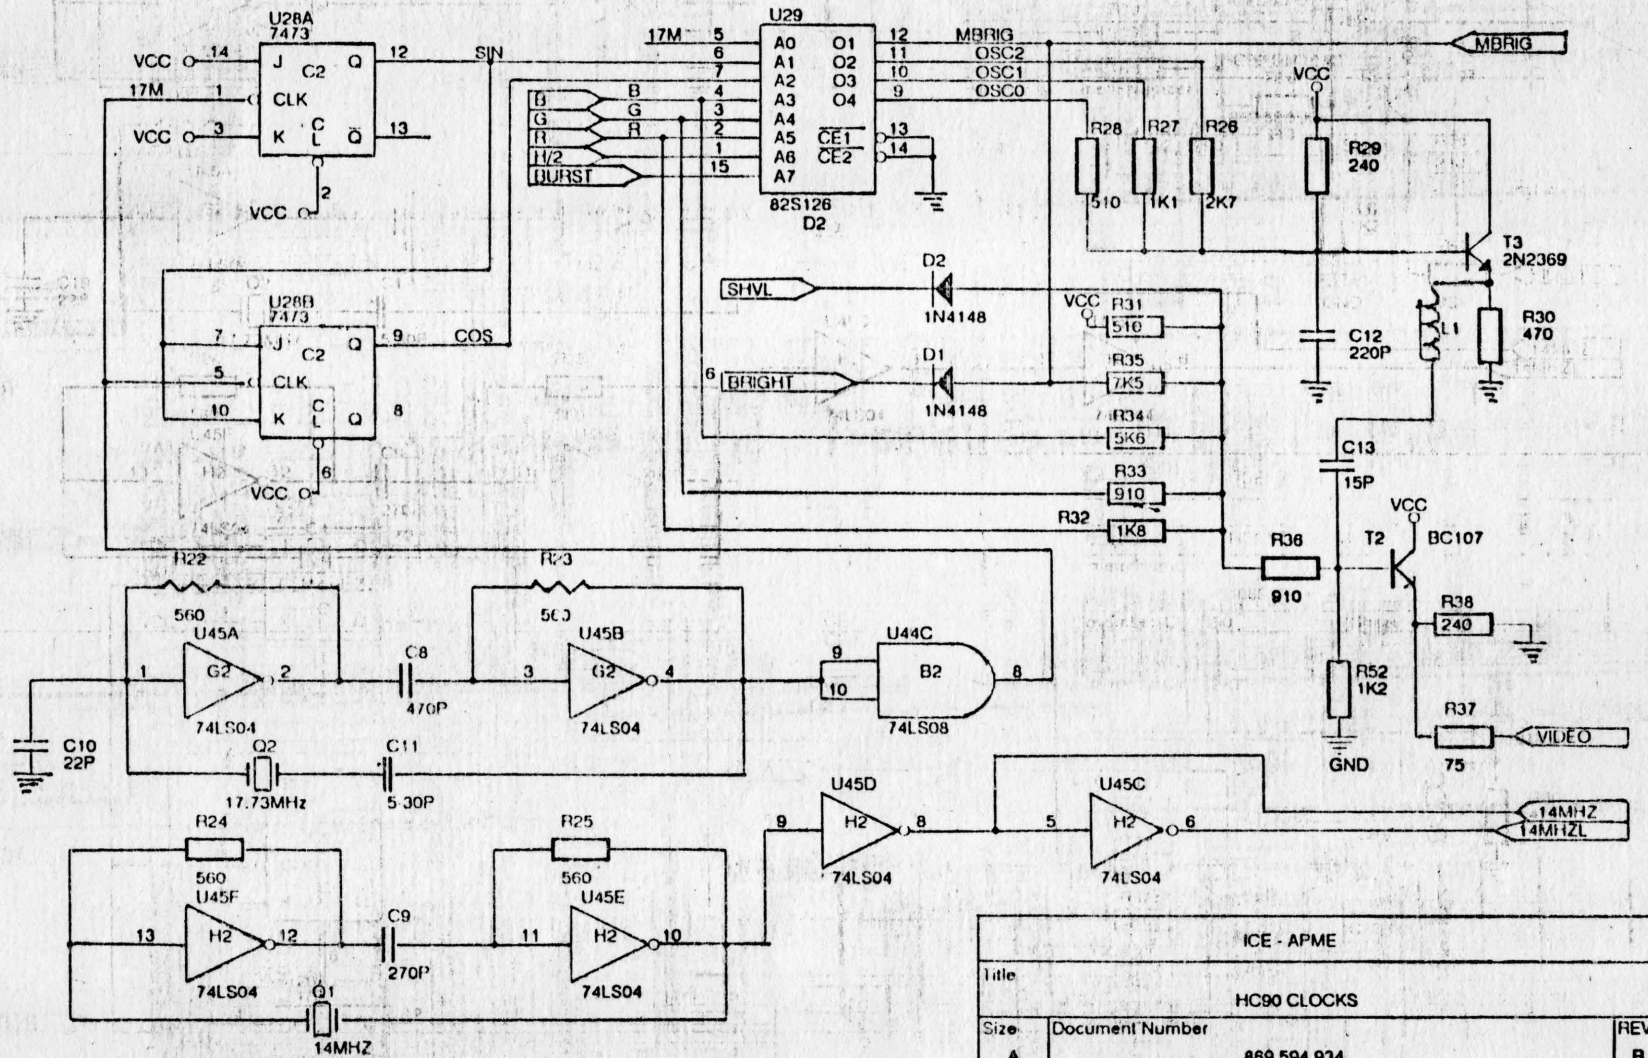 U28A
7473
VCC 14 J Q 12 SIN
C2
17M 1 CLK
VCC 3 K C L Q 13
2
VCC
U29
17M 5 A0 O1 12 MBRIG
6 A1 O2 11 OSC2
7 A2 O3 10 OSC1
B B 4 A3 O4 9 OSC0
G G 3 A4
R R 2 A5 CE1 13
H/2 1 A6 CE2 14
BURST 15 A7
82S126
D2
MBRIG
VCC
R28
510
R27
1K1
R26
2K7
R29
240
T3
2N2369
U28B
7473
7 J Q 9 COS
C2
5 CLK
10 K C L Q 8
6
VCC
SHVL
D2
1N4148
6 BRIGHT
D1
1N4148
VCC
R31
510
R35
7K5
R34
5K6
R33
910
R32
1K8
C12
220P
L1
R30
470
C13
15P
R36
910
T2
VCC
BC107
R38
240
R52
1K2
GND
R37
75
VIDEO
R22
560
R23
U45A
1 G2 2
74LS04
C8
470P
U45B
3 G2 4
74LS04
U44C
9
10
B2
8
74LS08
C10
22P
Q2
17.73MHz
C11
5-30P
R24
560
R25
560
U45F
13 H2 12
74LS04
C9
270P
U45E
11 H2 10
74LS04
Q1
14MHZ
U45D
9 H2 8
74LS04
U45C
5 H2 6
74LS04
14MHZ
14MHZL
ICE - APME
Title
HC90 CLOCKS
Size
A
Document Number
869.594.934
REV